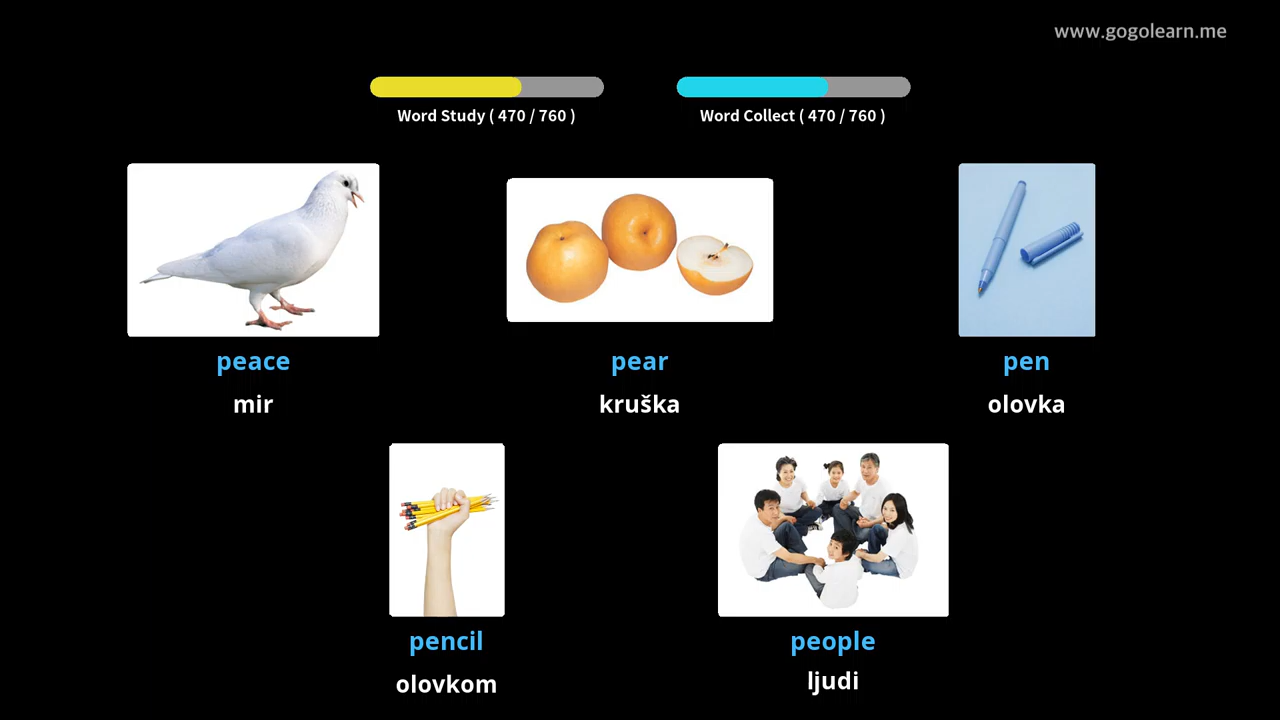 www.gogolearn.me
Word Study ( 470 / 760 )
Word Collect ( 470 / 760 )
peace
mir
pear
kruška
pen
olovka
pencil
olovkom
people
ljudi